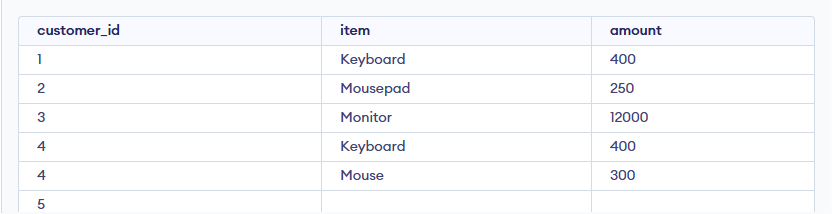 customer_id item amount
1 Keyboard 400
2 Mousepad 250
3 Monitor 12000
4 Keyboard 400
4 Mouse 300
5